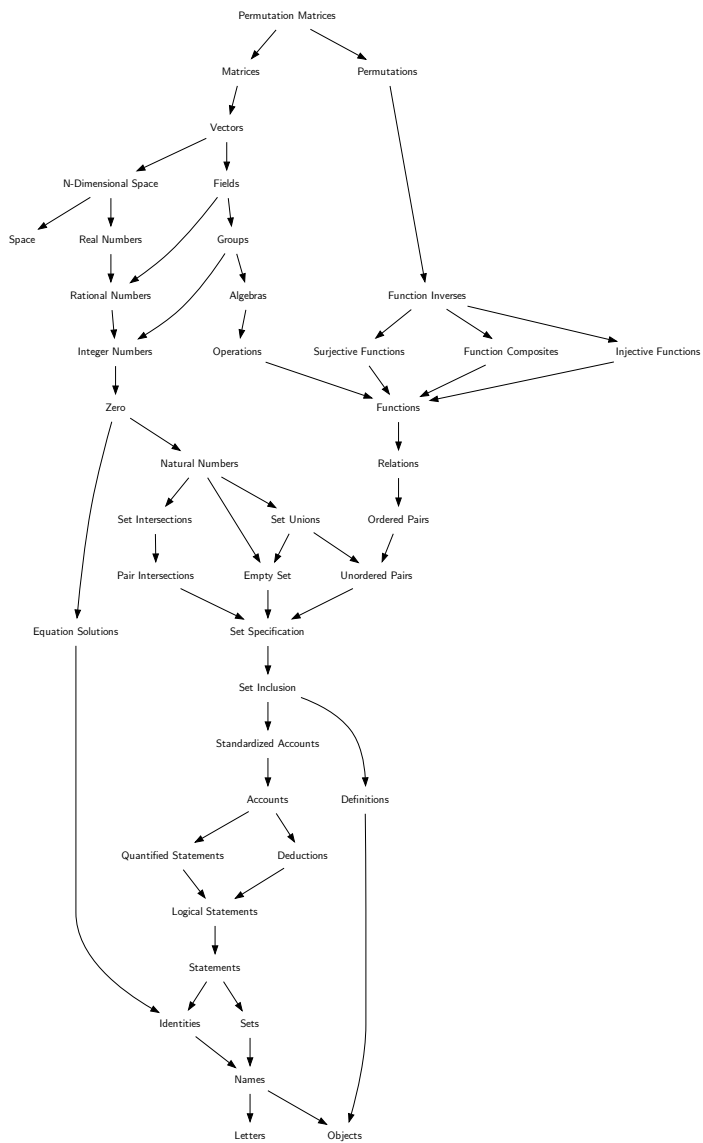 Permutation Matrices
Matrices
Permutations
Vectors
N-Dimensional Space
Fields
Space
Real Numbers
Groups
Rational Numbers
Algebras
Function Inverses
Integer Numbers
Operations
Surjective Functions
Function Composites
Injective Functions
Zero
Functions
Natural Numbers
Relations
Set Intersections
Set Unions
Ordered Pairs
Pair Intersections
Empty Set
Unordered Pairs
Equation Solutions
Set Specification
Set Inclusion
Standardized Accounts
Accounts
Definitions
Quantified Statements
Deductions
Logical Statements
Statements
Identities
Sets
Names
Letters
Objects